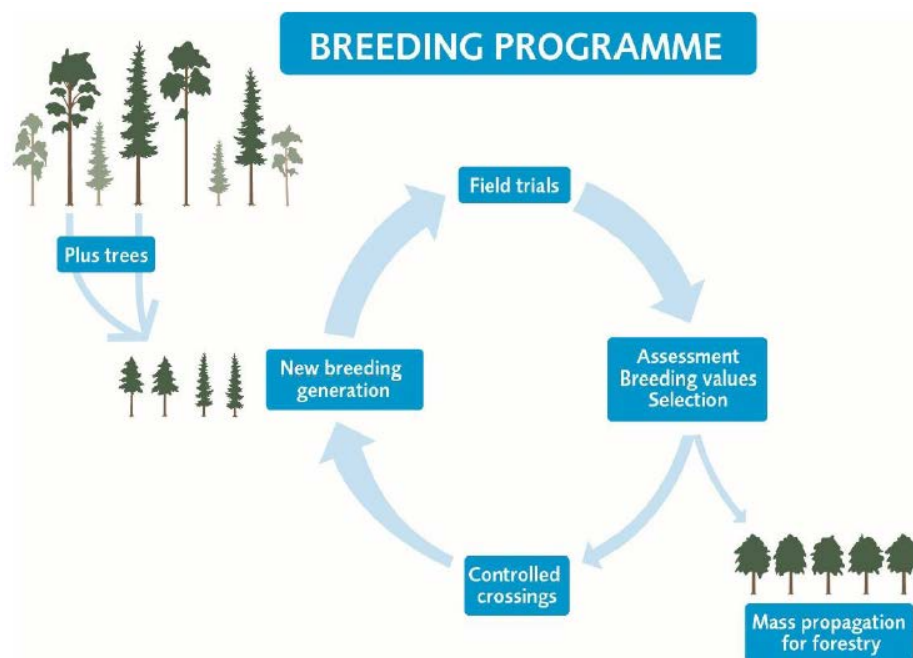 BREEDING PROGRAMME
Field trials
Plus trees
New breeding
generation
Assessment
Breeding values
Selection
Controlled
crossings
Mass propagation
for forestry